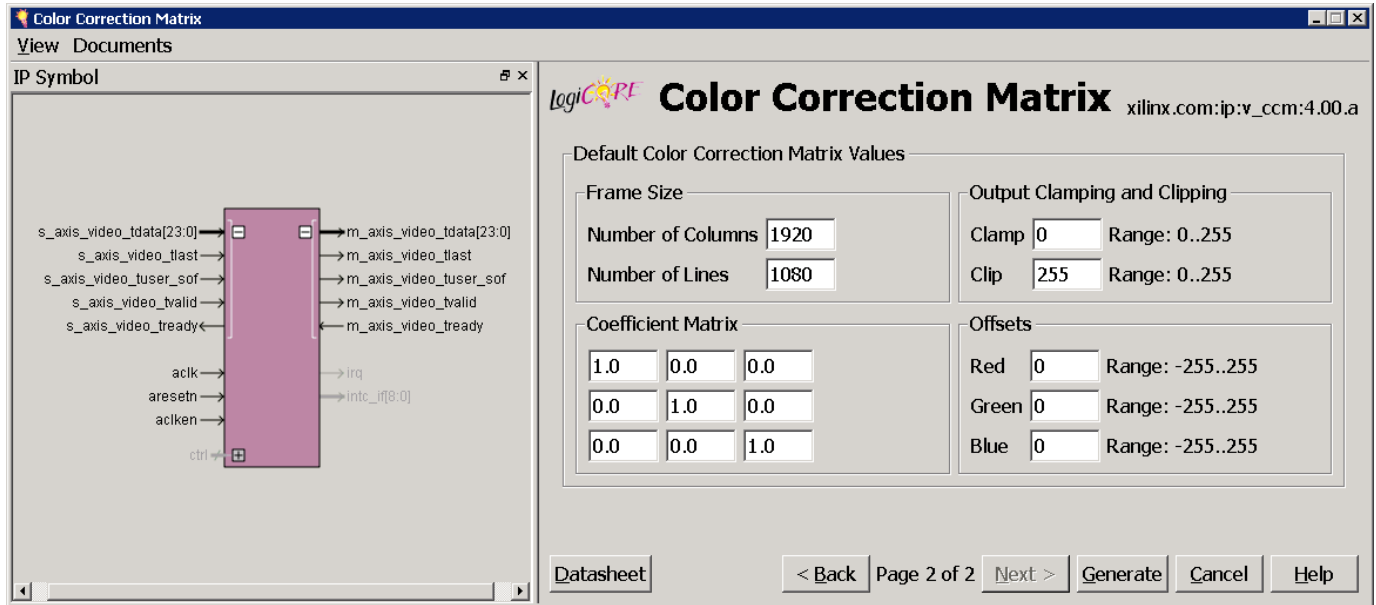 Color Correction Matrix
View Documents
IP Symbol
s_axis_video_tdata[23:0]
s_axis_video_tlast
s_axis_video_tuser_sof
s_axis_video_tvalid
s_axis_video_tready
aclk
aresetn
aclken
ctrl
m_axis_video_tdata[23:0]
m_axis_video_tlast
m_axis_video_tuser_sof
m_axis_video_tvalid
m_axis_video_tready
irq
intc_if[8:0]
LogiCORE Color Correction Matrix xilinx.com:ip:v_ccm:4.00.a
Default Color Correction Matrix Values
Frame Size
Number of Columns 1920
Number of Lines 1080
Output Clamping and Clipping
Clamp 0 Range: 0..255
Clip 255 Range: 0..255
Coefficient Matrix
1.0 0.0 0.0
0.0 1.0 0.0
0.0 0.0 1.0
Offsets
Red 0 Range: -255..255
Green 0 Range: -255..255
Blue 0 Range: -255..255
Datasheet < Back Page 2 of 2 Next > Generate Cancel Help